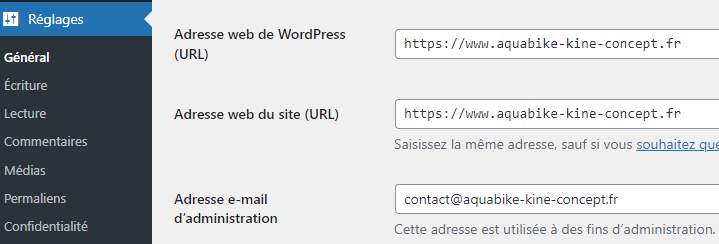 Réglages
Général
Écriture
Lecture
Commentaires
Médias
Permaliens
Confidentialité
Adresse web de WordPress
(URL)
https://www.aquabike-kine-concept.fr
Adresse web du site (URL)
https://www.aquabike-kine-concept.fr
Saisissez la même adresse, sauf si vous souhaitez que
Adresse e-mail
d’administration
contact@aquabike-kine-concept.fr
Cette adresse est utilisée à des fins d’administration.